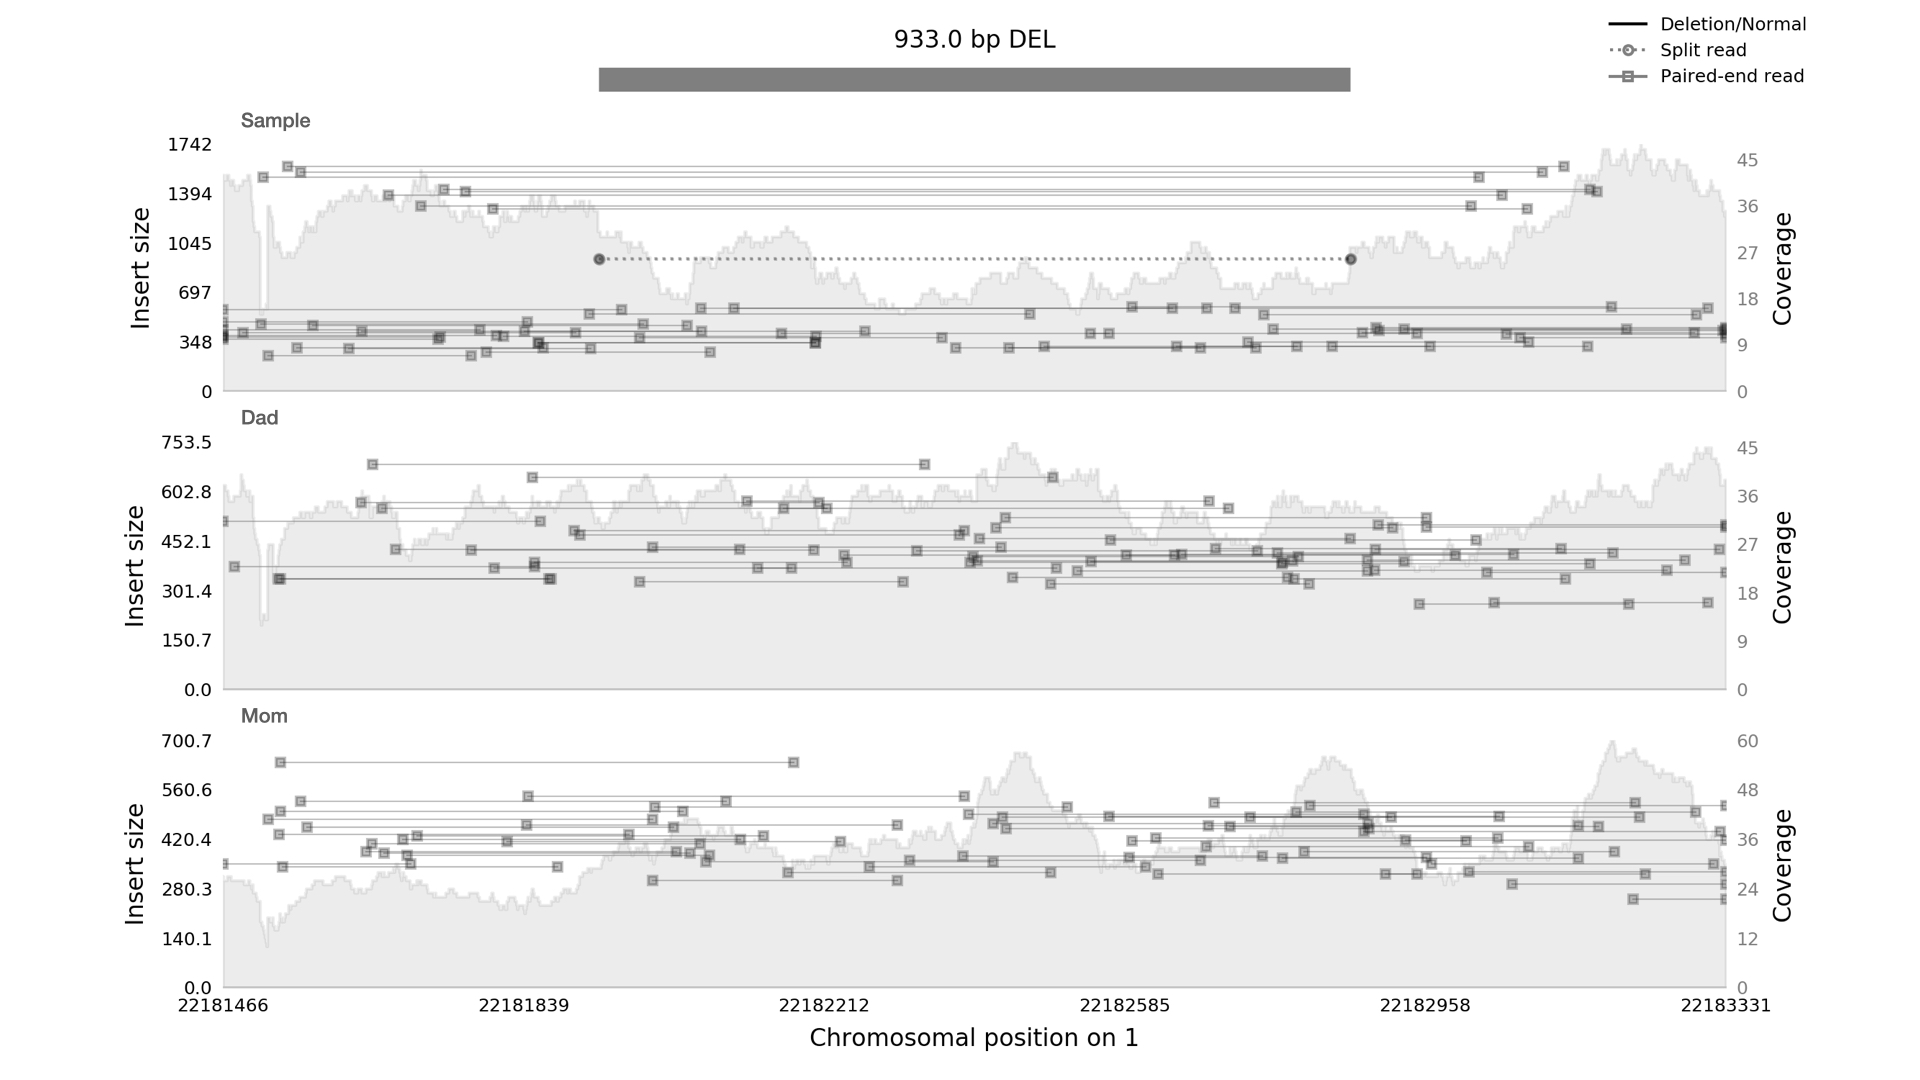 933.0 bp DEL
Deletion/Normal
Split read
Paired-end read
Sample
Insert size
1742
1394
1045
697
348
0
Coverage
45
36
27
18
9
0
Dad
Insert size
753.5
602.8
452.1
301.4
150.7
0.0
Coverage
45
36
27
18
9
0
Mom
Insert size
700.7
560.6
420.4
280.3
140.1
0.0
Coverage
60
48
36
24
12
0
22181466 22181839 22182212 22182585 22182958 22183331
Chromosomal position on 1